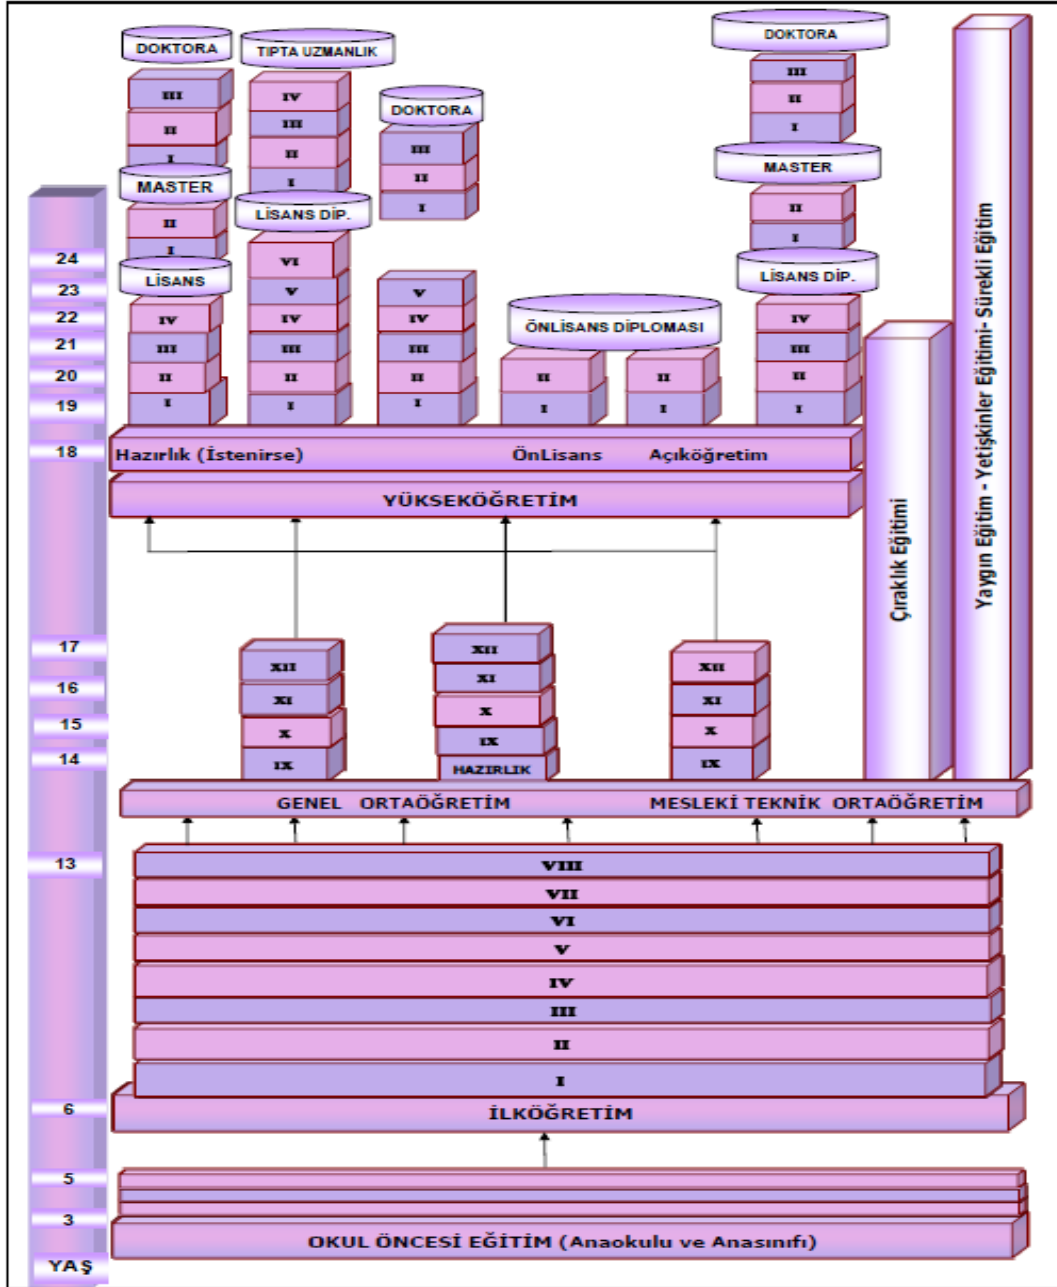 DOKTORA
TIPTA UZMANLIK
DOKTORA
III
II
I
IV
III
II
I
DOKTORA
III
II
I
III
II
I
MASTER
II
I
LİSANS DİP.
MASTER
II
I
LİSANS
IV
III
II
I
VI
V
IV
III
II
I
V
IV
III
II
I
ÖNLİSANS DİPLOMASI
II
I
II
I
LİSANS DİP.
IV
III
II
I
24
23
22
21
20
19
18
Hazırlık (İstenirse)
ÖnLisans
Açıköğretim
YÜKSEKÖĞRETİM
Çıraklık Eğitimi
Yaygın Eğitim - Yetişkinler Eğitimi- Sürekli Eğitim
17
16
15
14
XII
XI
X
IX
XII
XI
X
IX
HAZIRLIK
XII
XI
X
IX
GENEL ORTAÖĞRETİM
MESLEKİ TEKNİK ORTAÖĞRETİM
13
VIII
VII
VI
V
IV
III
II
I
6
İLKÖĞRETİM
5
3
OKUL ÖNCESİ EĞİTİM (Anaokulu ve Anasınıfı)
YAŞ